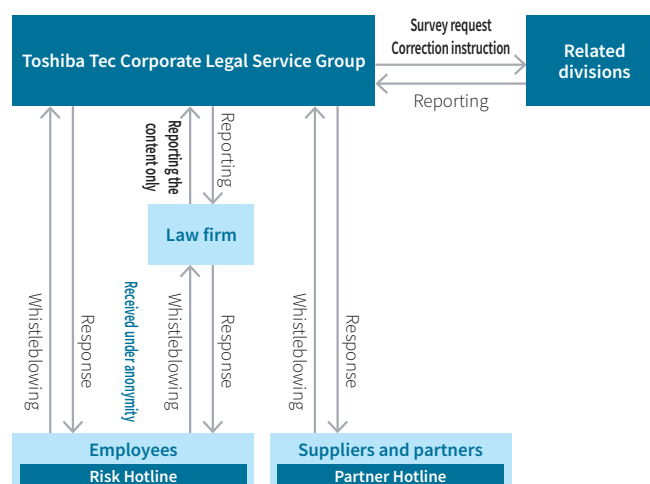 Toshiba Tec Corporate Legal Service Group
Survey request
Correction instruction
Reporting
Related
divisions
Reporting the
content only
Reporting
Law firm
Whistleblowing
Response
Received under anonymity
Whistleblowing
Response
Whistleblowing
Response
Employees
Risk Hotline
Suppliers and partners
Partner Hotline